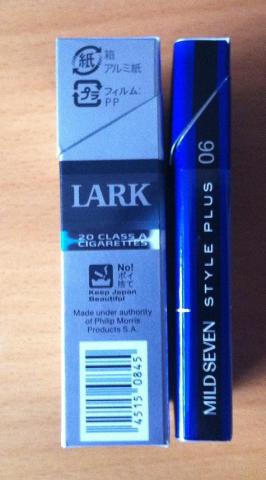 紙
箱
アルミ紙
プラ
フィルム:
PP
LARK
20 CLASS A
CIGARETTES
No!
ポイ
捨て
Keep Japan
Beautiful
Made under authority
of Philip Morris
Products S.A.
4515 0845
MILD SEVEN STYLE PLUS 06